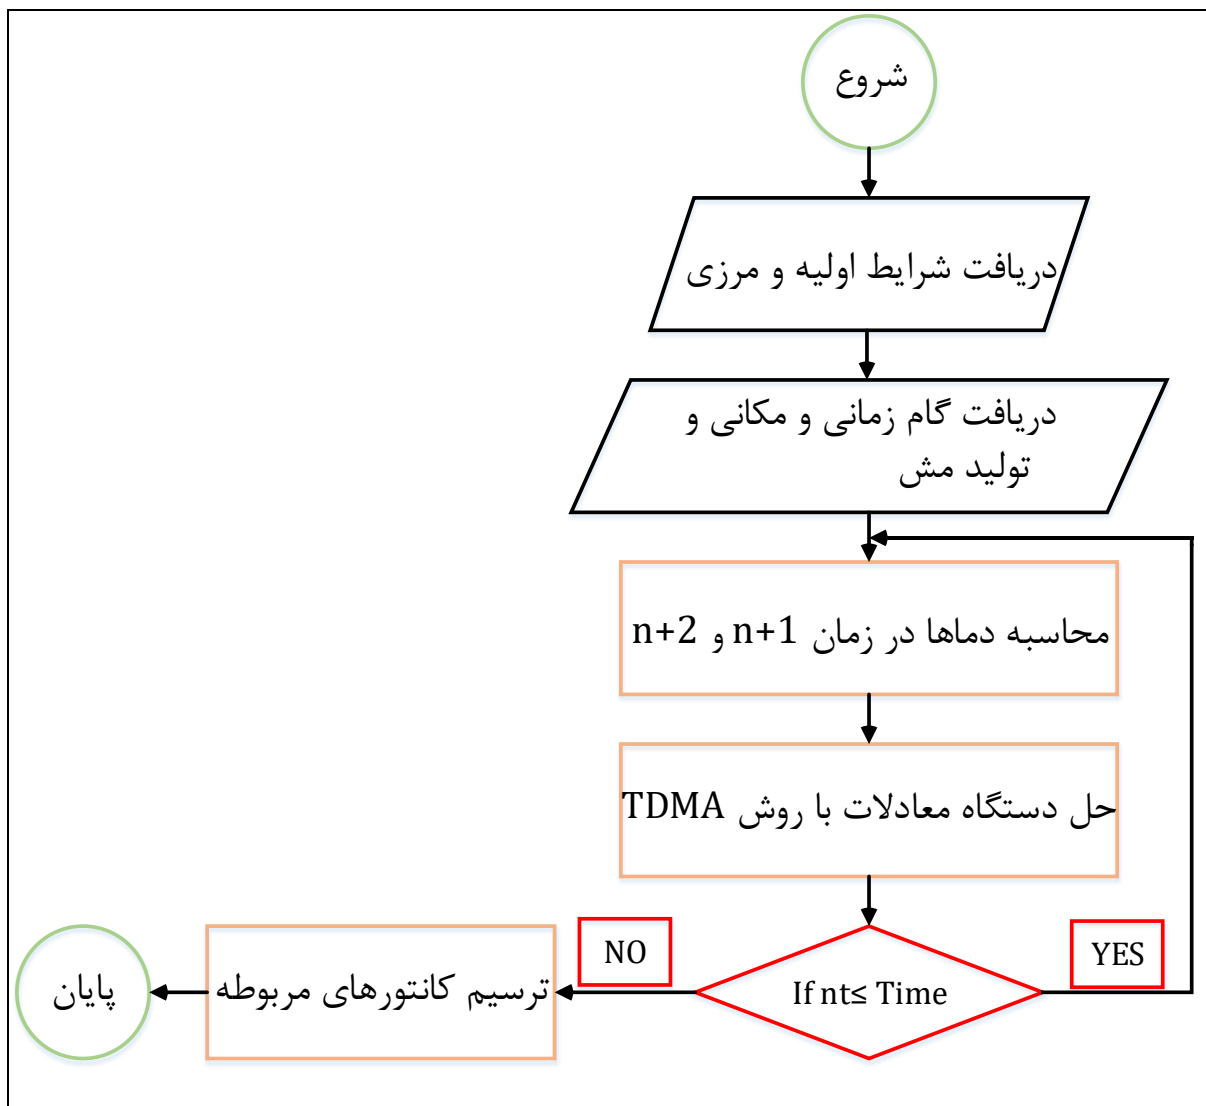 شروع
دریافت شرایط اولیه و مرزی
دریافت گام زمانی و مکانی و
تولید مش
محاسبه دماها در زمان n+1 و n+2
حل دستگاه معادلات با روش TDMA
If nt≤ Time
YES
NO
ترسیم کانتورهای مربوطه
پایان